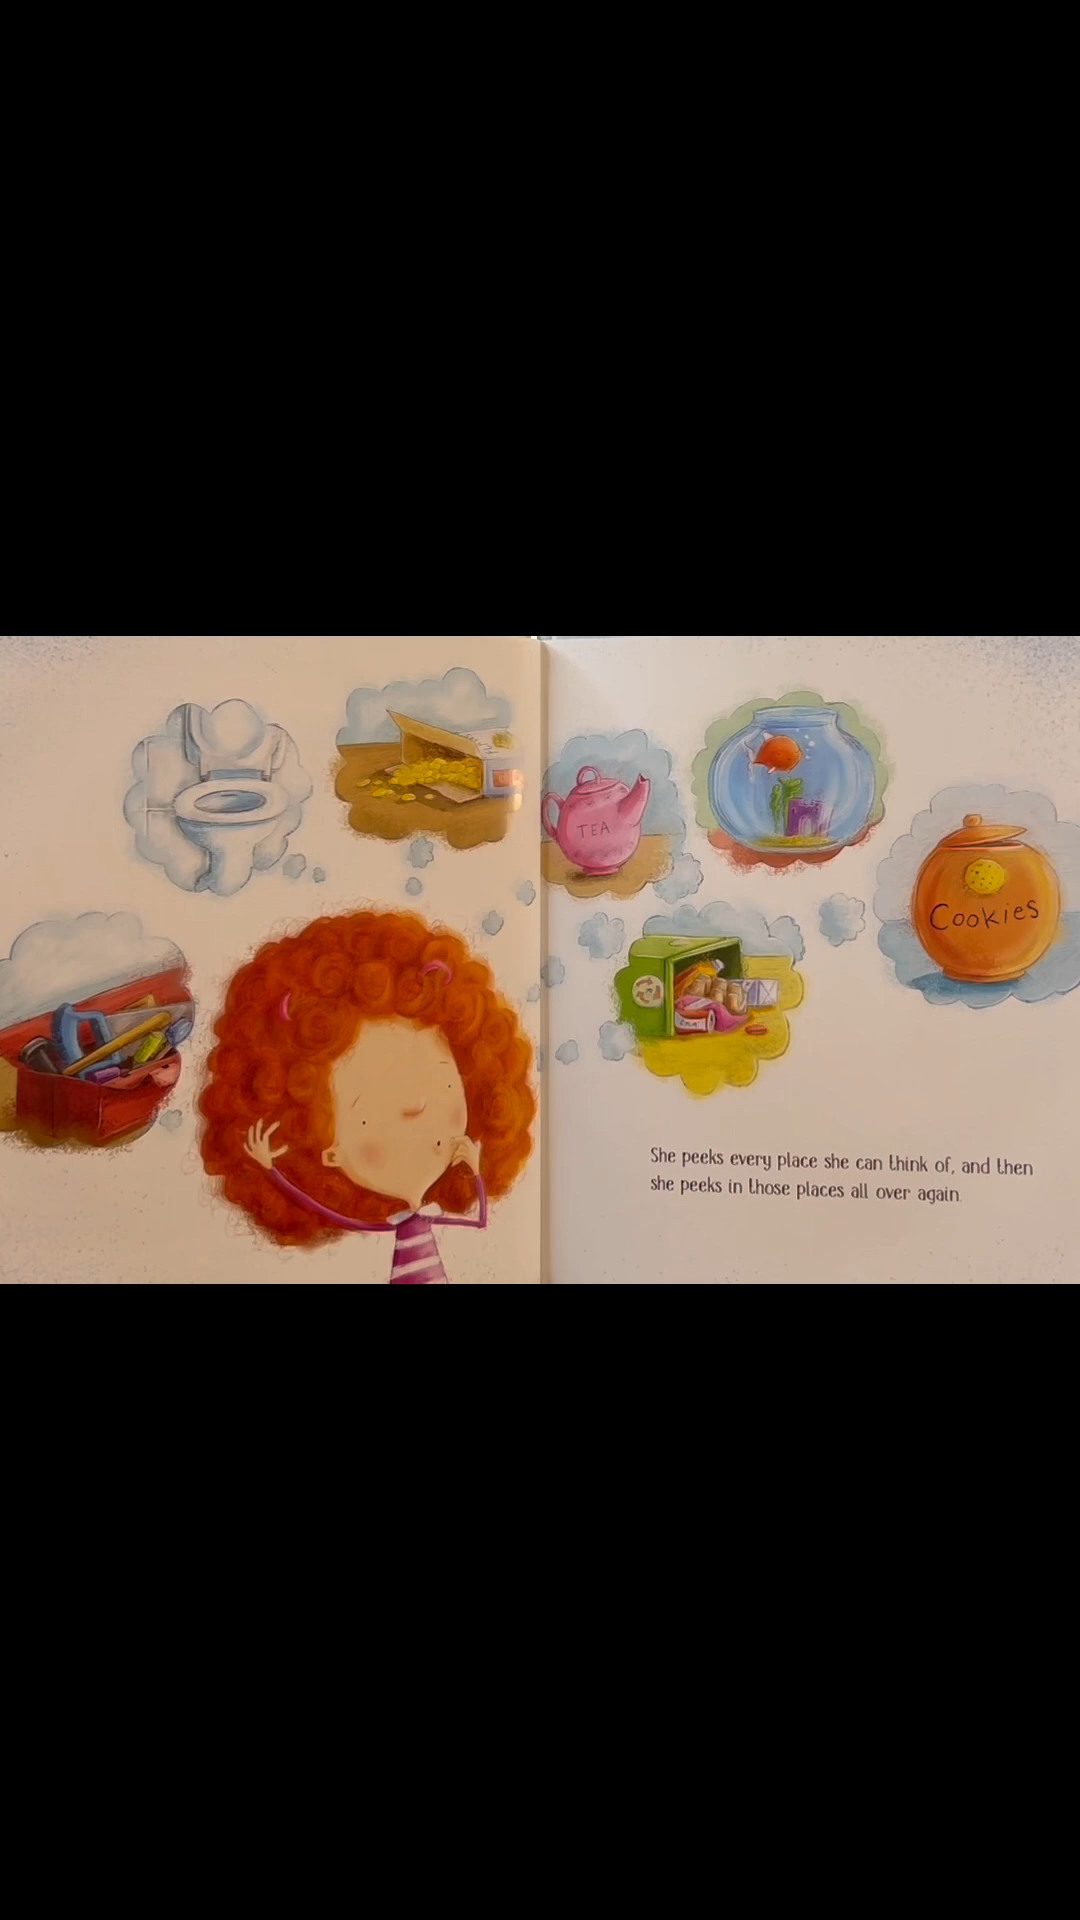 TEA
Cookies
She peeks every place she can think of, and then
she peeks in those places all over again.